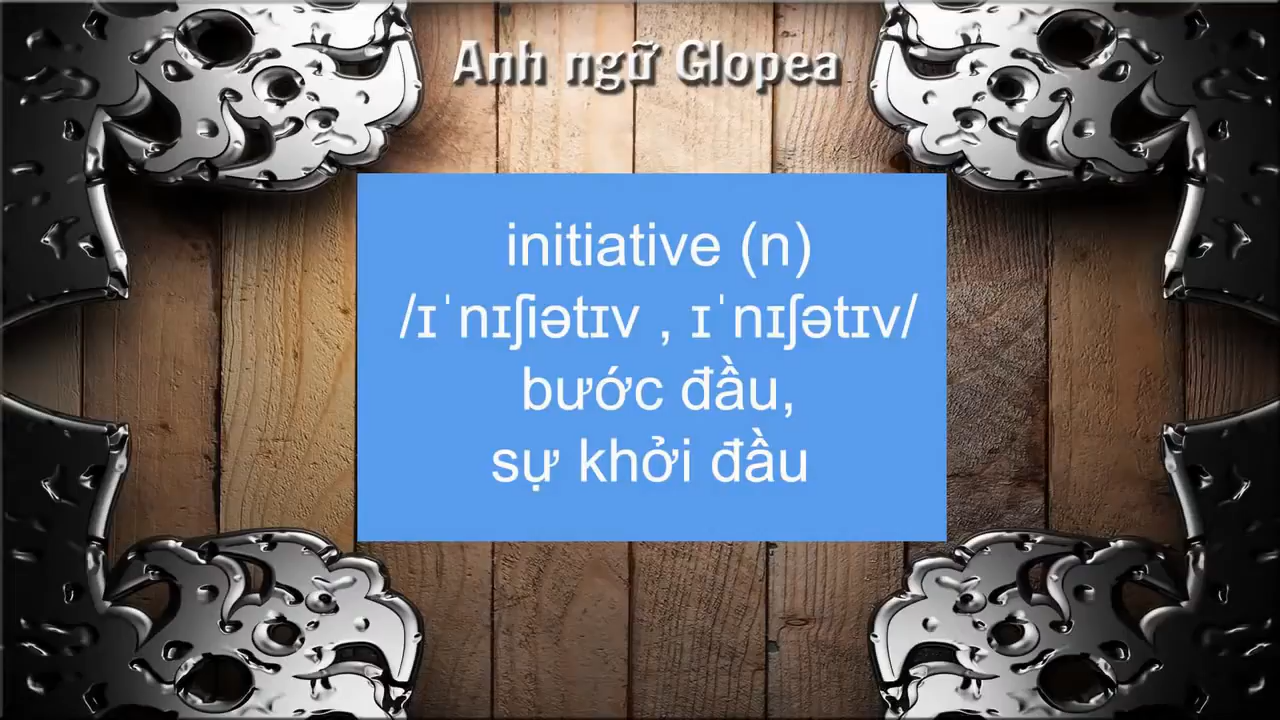 Anh ngữ Glopea
initiative (n)
/ɪˈnɪʃiətɪv , ɪˈnɪʃətɪv/
bước đầu,
sự khởi đầu